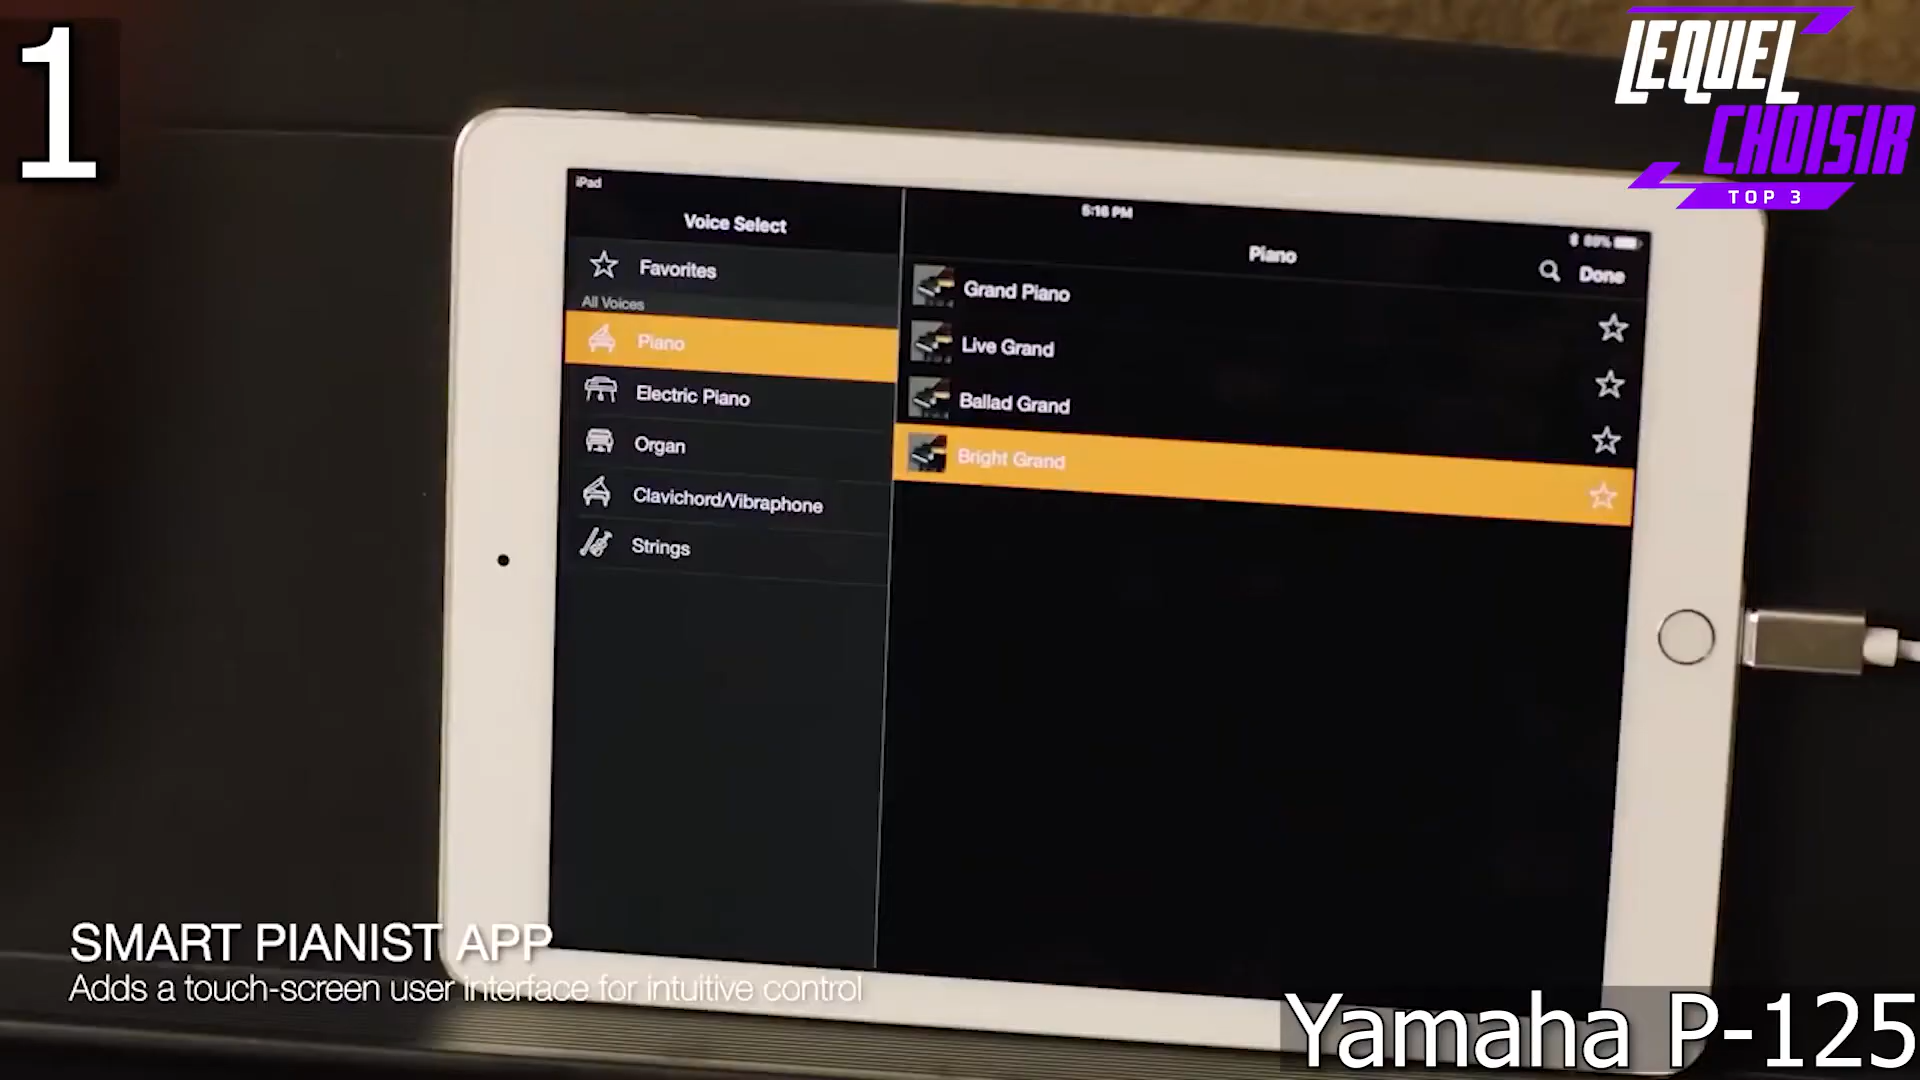 1
LEQUEL
CHOISIR
TOP 3
iPad
5:16 PM
89%
Voice Select
Piano
Done
Favorites
All Voices
Piano
Electric Piano
Organ
Clavichord/Vibraphone
Strings
Grand Piano
Live Grand
Ballad Grand
Bright Grand
SMART PIANIST APP
Adds a touch-screen user interface for intuitive control
Yamaha P-125